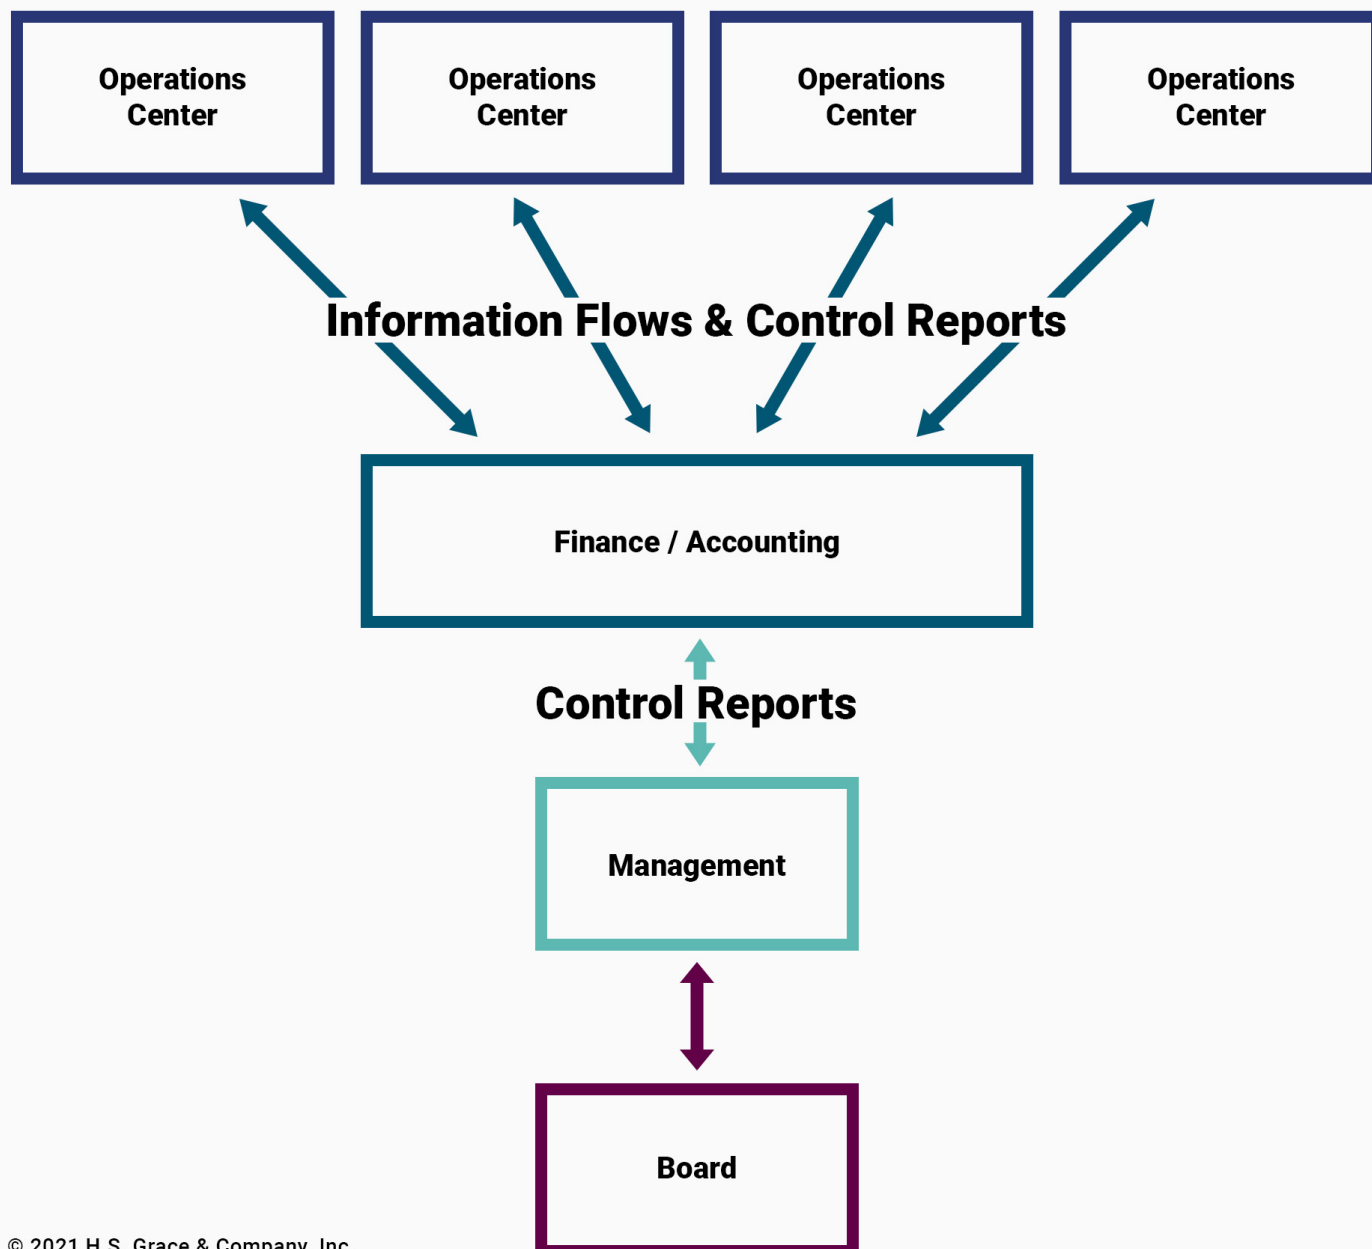 Operations
Center
Operations
Center
Operations
Center
Operations
Center
Information Flows & Control Reports
Finance / Accounting
Control Reports
Management
Board
© 2021 H.S. Grace & Company, Inc.